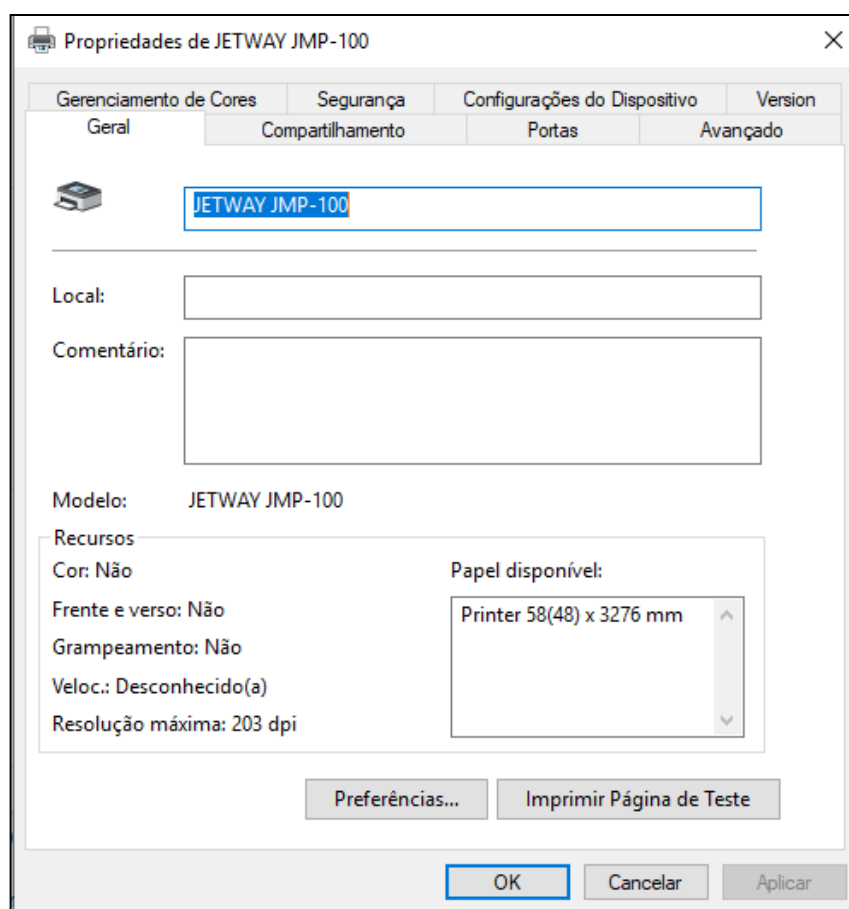 Propriedades de JETWAY JMP-100
Gerenciamento de Cores Segurança Configurações do Dispositivo Version
Geral Compartilhamento Portas Avançado
JETWAY JMP-100
Local:
Comentário:
Modelo: JETWAY JMP-100
Recursos
Cor: Não
Papel disponível:
Frente e verso: Não
Printer 58(48) x 3276 mm
Grampeamento: Não
Veloc.: Desconhecido(a)
Resolução máxima: 203 dpi
Preferências... Imprimir Página de Teste
OK Cancelar Aplicar